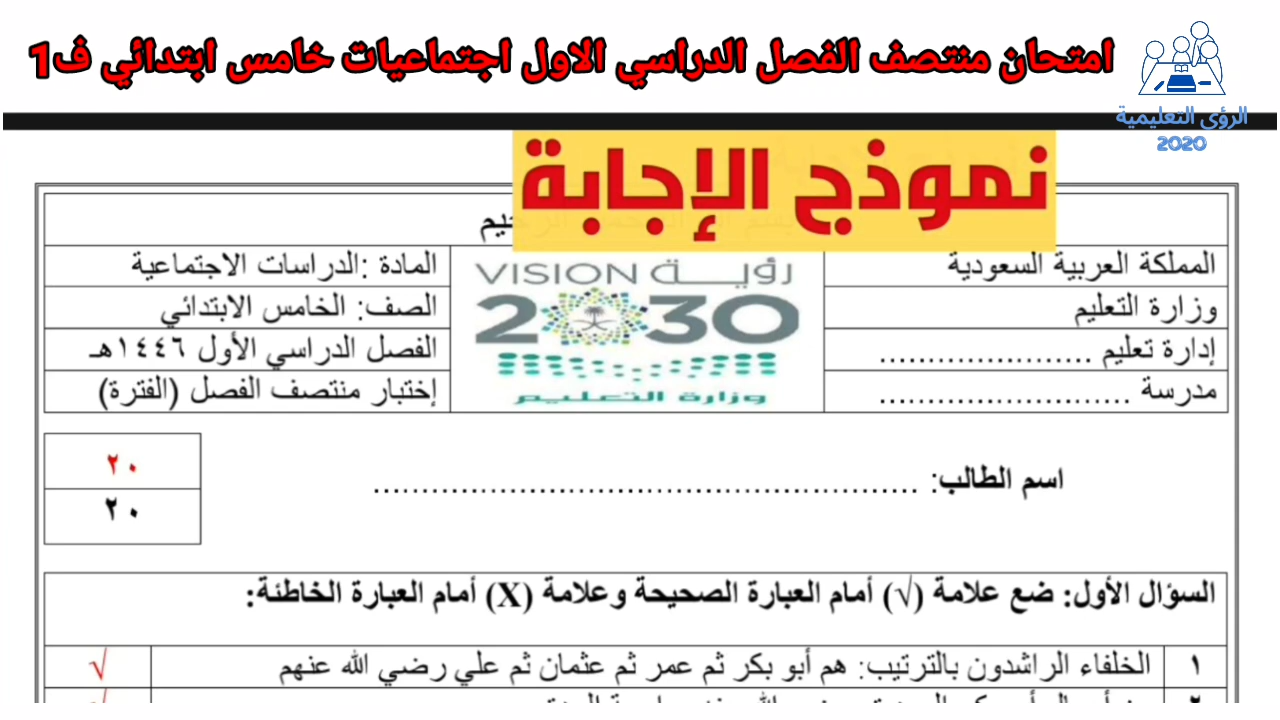 امتحان منتصف الفصل الدراسي الاول اجتماعيات خامس ابتدائي ف1
الرؤى التعليمية
2020
نموذج الإجابة
المملكة العربية السعودية
وزارة التعليم
إدارة تعليم ......................
مدرسة ..........................
VISION رؤيــة
2030
وزارة التعليم
المادة :الدراسات الاجتماعية
الصف: الخامس الابتدائي
الفصل الدراسي الأول ١٤٤٦هـ
إختبار منتصف الفصل (الفترة)
٢٠
٢٠
اسم الطالب: ........................................................
السؤال الأول: ضع علامة (√) أمام العبارة الصحيحة وعلامة (X) أمام العبارة الخاطئة:
١ الخلفاء الراشدون بالترتيب: هم أبو بكر ثم عمر ثم عثمان ثم علي رضي الله عنهم √